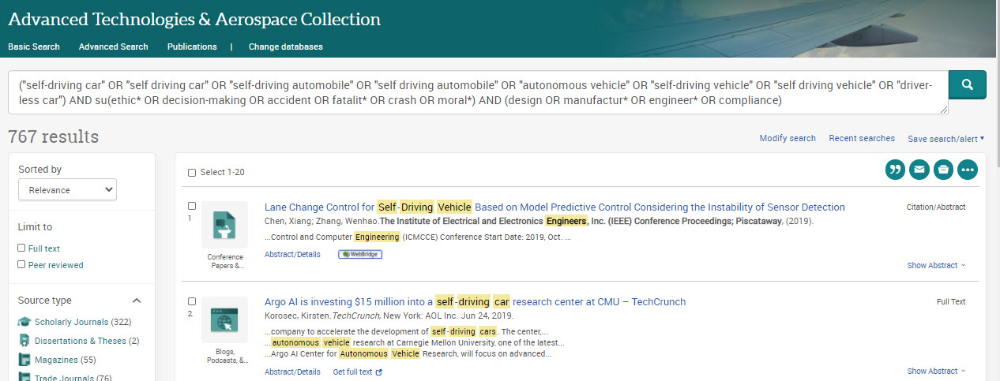 Advanced Technologies & Aerospace Collection
Basic Search Advanced Search Publications | Change databases
("self-driving car" OR "self driving car" OR "self-driving automobile" OR "self driving automobile" OR "autonomous vehicle" OR "self-driving vehicle" OR "self driving vehicle" OR "driver-
less car") AND su(ethic* OR decision-making OR accident OR fatalit* OR crash OR moral*) AND (design OR manufactur* OR engineer* OR compliance)
767 results
Modify search Recent searches Save search/alert
Sorted by
Relevance
Limit to
Full text
Peer reviewed
Source type
Scholarly Journals (322)
Dissertations & Theses (2)
Magazines (55)
Trade Journals (76)
Select 1-20
1
Conference
Papers &...
Lane Change Control for Self-Driving Vehicle Based on Model Predictive Control Considering the Instability of Sensor Detection
Chen, Xiang; Zhang, Wenhao.The Institute of Electrical and Electronics Engineers, Inc. (IEEE) Conference Proceedings; Piscataway, (2019).
...Control and Computer Engineering (ICMCCE) Conference Start Date: 2019, Oct. ...
Abstract/Details WebBridge
Citation/Abstract
Show Abstract
2
Blogs,
Podcasts, &...
Argo AI is investing $15 million into a self-driving car research center at CMU – TechCrunch
Korosec, Kirsten.TechCrunch, New York: AOL Inc. Jun 24, 2019.
...company to accelerate the development of self-driving cars. The center,...
...autonomous vehicle research at Carnegie Mellon University, one of the latest...
...Argo AI Center for Autonomous Vehicle Research, will focus on advanced...
Abstract/Details Get full text
Full Text
Show Abstract